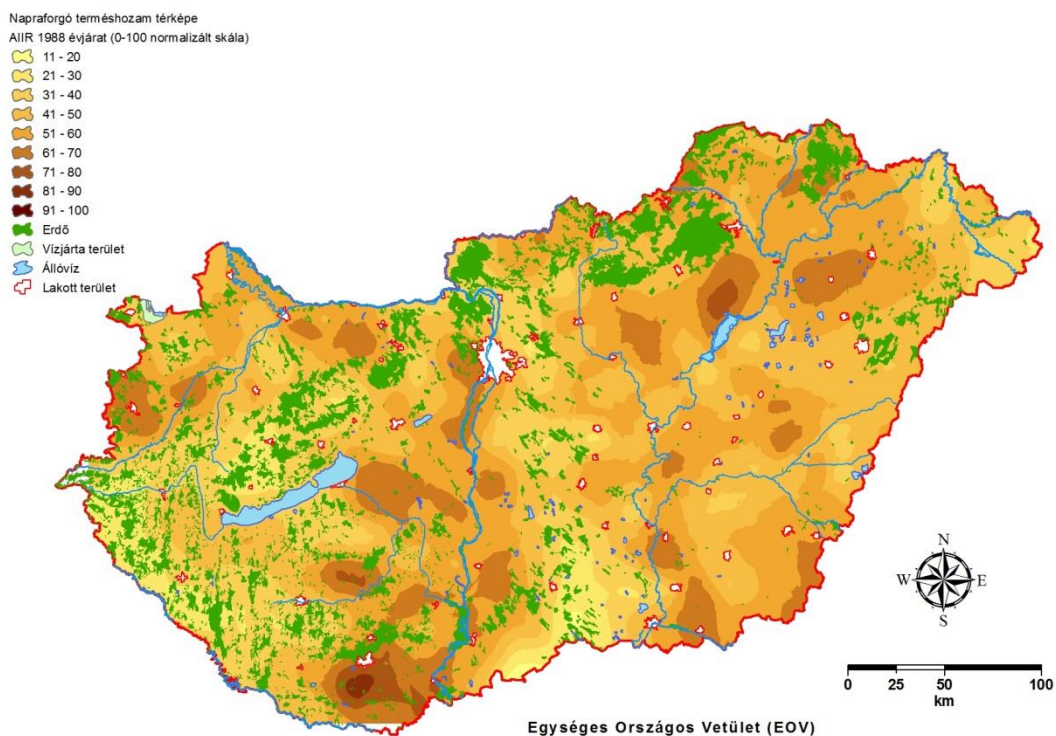 Napraforgó terméshozam térképe
AIIR 1988 évjárat (0-100 normalizált skála)
11 - 20
21 - 30
31 - 40
41 - 50
51 - 60
61 - 70
71 - 80
81 - 90
91 - 100
Erdő
Vízjárta terület
Állóvíz
Lakott terület
N
W E
S
0 25 50 100
km
Egységes Országos Vetület (EOV)